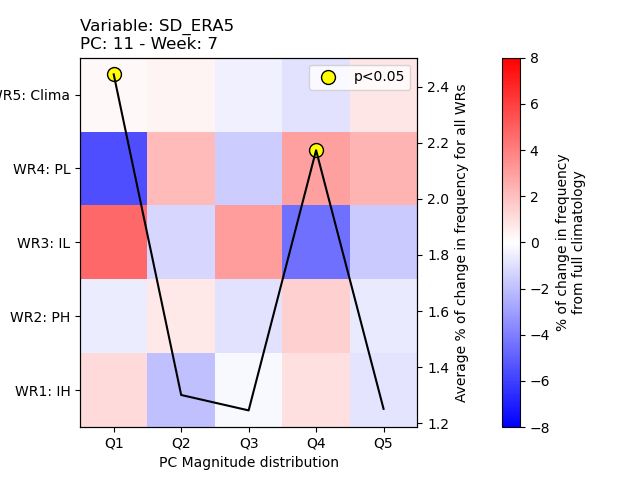 Variable: SD_ERA5
PC: 11 - Week: 7
p<0.05
WR5: Clima
WR4: PL
WR3: IL
WR2: PH
WR1: IH
Q1 Q2 Q3 Q4 Q5
PC Magnitude distribution
2.4
2.2
2.0
1.8
1.6
1.4
1.2
Average % of change in frequency for all WRs
8
6
4
2
0
−2
−4
−6
−8
% of change in frequency
from full climatology